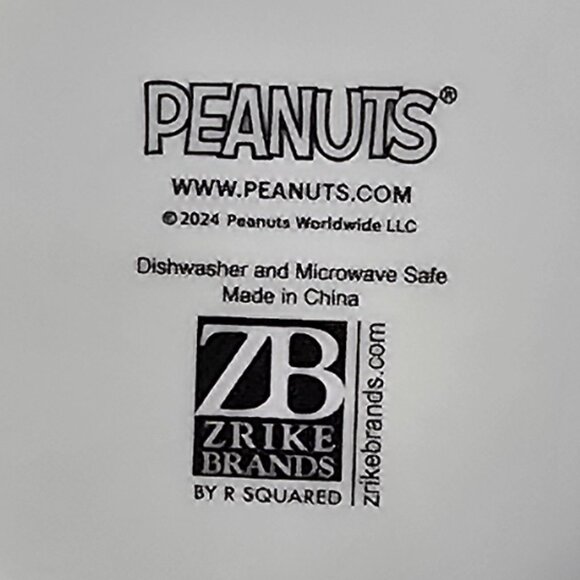 PEANUTS®
WWW.PEANUTS.COM
©2024 Peanuts Worldwide LLC
Dishwasher and Microwave Safe
Made in China
ZB
ZRIKE
BRANDS
BY R SQUARED
zrikebrands.com